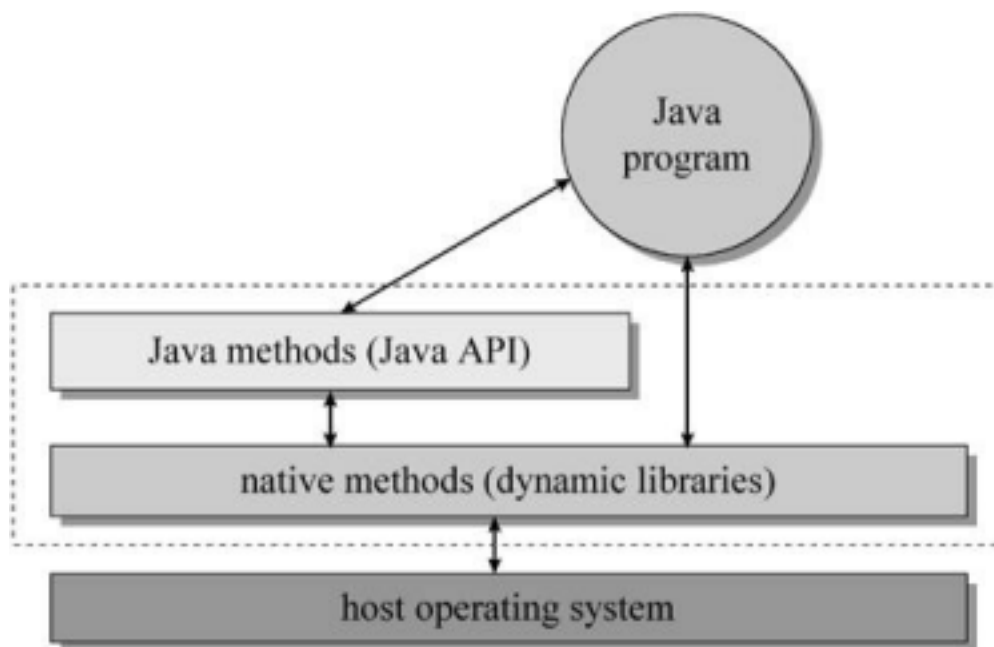 Java
program
Java methods (Java API)
native methods (dynamic libraries)
host operating system